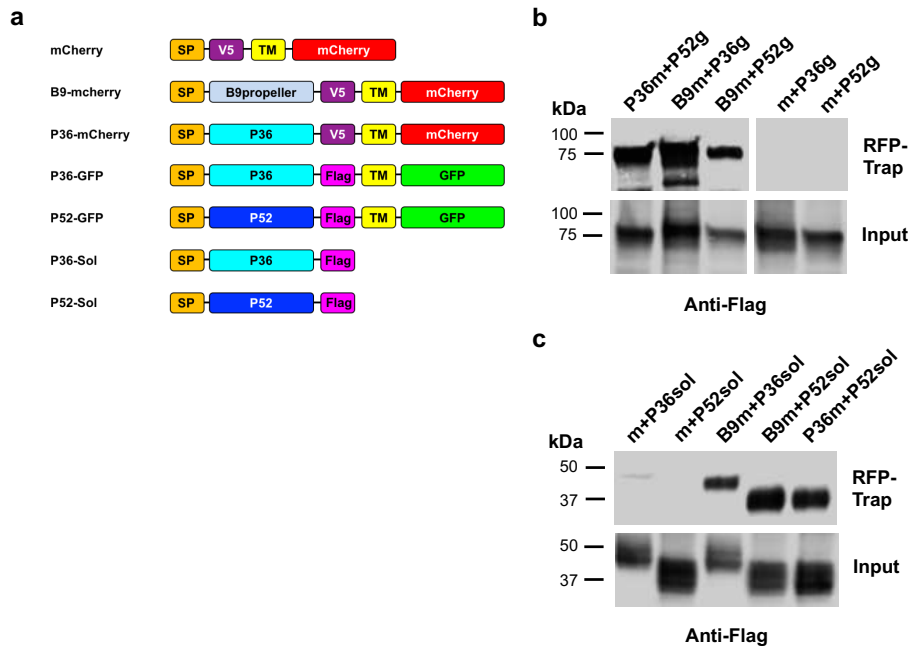 a
mCherry SP V5 TM mCherry
B9-mcherry SP B9propeller V5 TM mCherry
P36-mCherry SP P36 V5 TM mCherry
P36-GFP SP P36 Flag TM GFP
P52-GFP SP P52 Flag TM GFP
P36-Sol SP P36 Flag
P52-Sol SP P52 Flag
b
P36m+P52g B9m+P36g B9m+P52g m+P36g m+P52g
kDa
100
75
RFP-
Trap
100
75
Input
Anti-Flag
c
m+P36sol m+P52sol B9m+P36sol B9m+P52sol P36m+P52sol
kDa
50
37
RFP-
Trap
50
37
Input
Anti-Flag